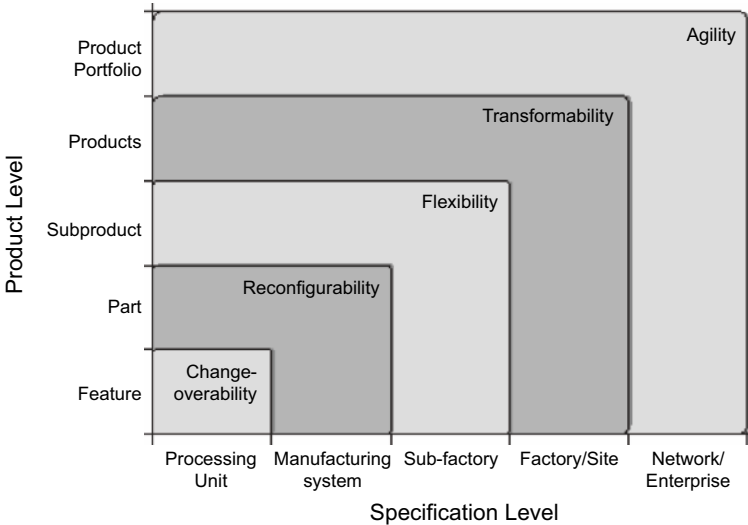 Product
Portfolio
Products
Subproduct
Part
Feature
Product Level
Agility
Transformability
Flexibility
Reconfigurability
Change-
overability
Processing
Unit
Manufacturing
system
Sub-factory
Factory/Site
Network/
Enterprise
Specification Level